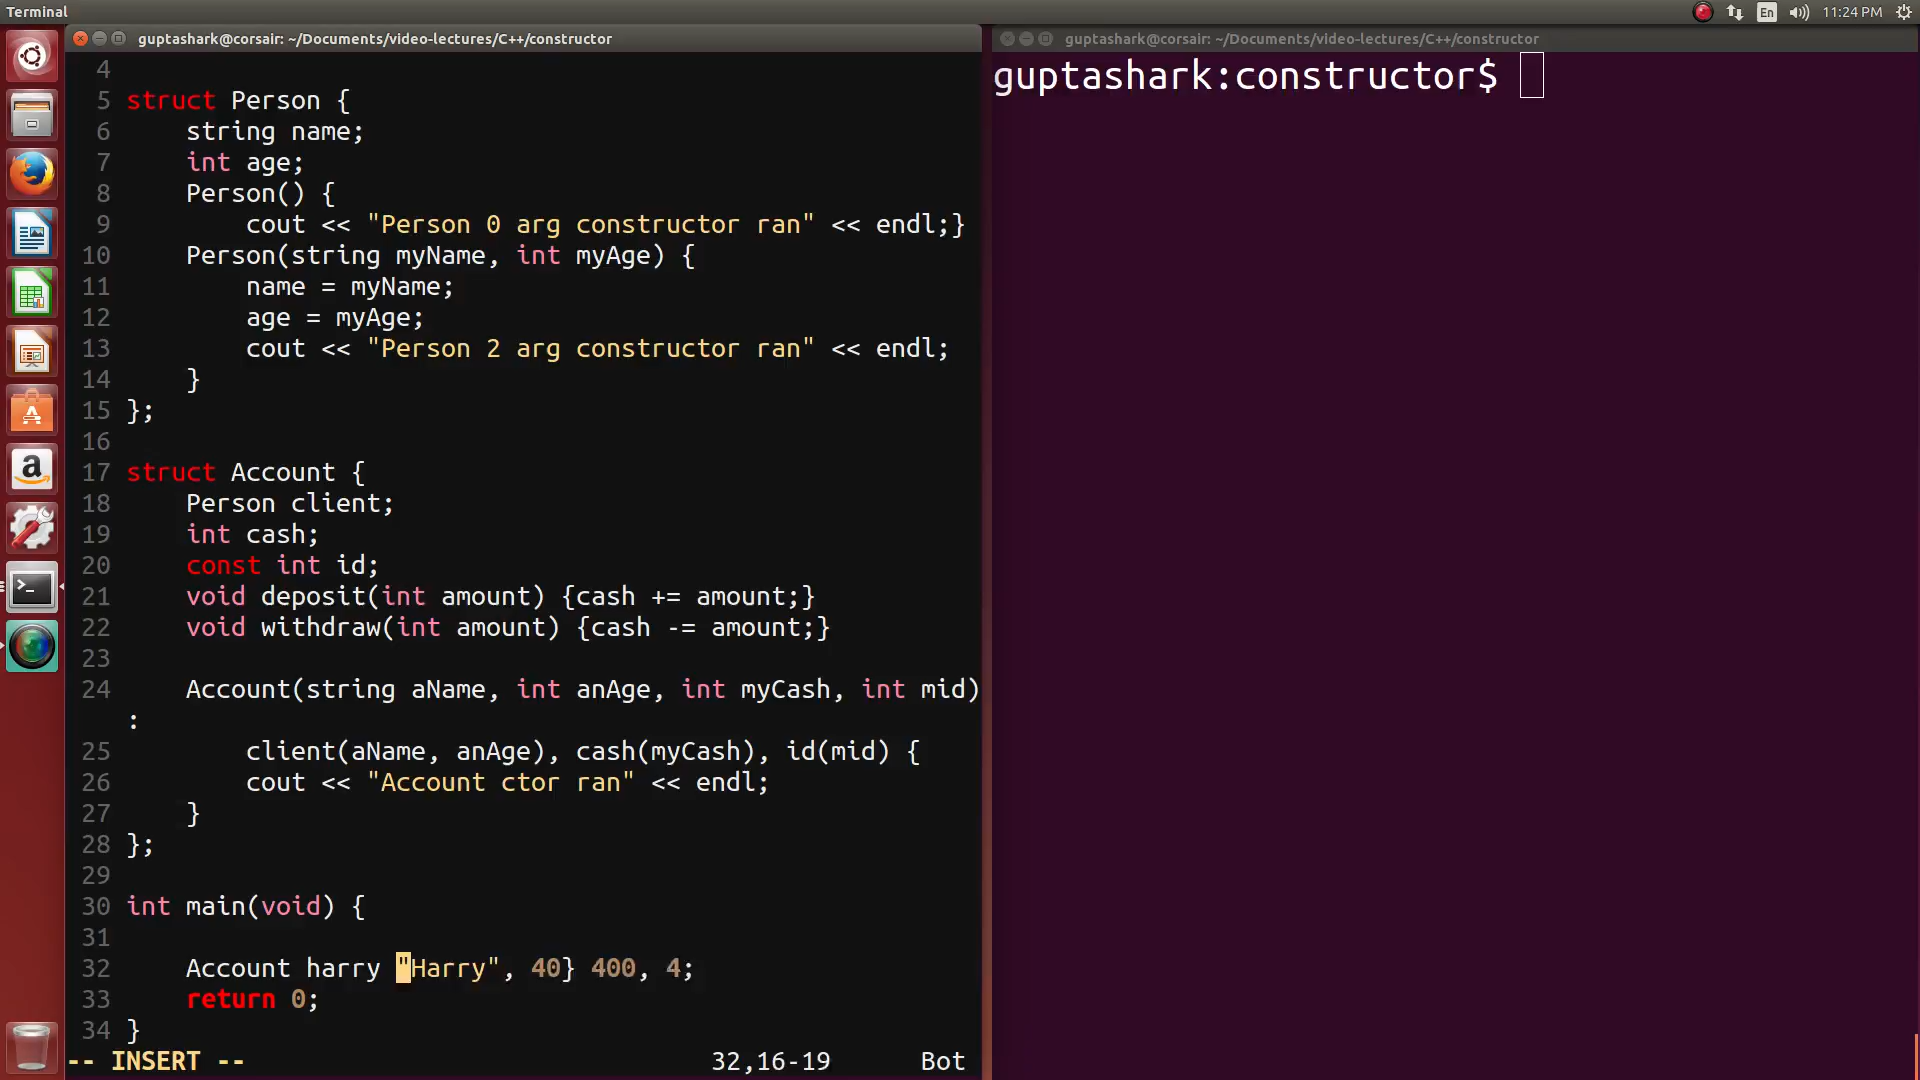 Terminal
En
11:24 PM
guptashark@corsair: ~/Documents/video-lectures/C++/constructor
4
5 struct Person {
6     string name;
7     int age;
8     Person() {
9         cout << "Person 0 arg constructor ran" << endl;}
10     Person(string myName, int myAge) {
11         name = myName;
12         age = myAge;
13         cout << "Person 2 arg constructor ran" << endl;
14     }
15 };
16
17 struct Account {
18     Person client;
19     int cash;
20     const int id;
21     void deposit(int amount) {cash += amount;}
22     void withdraw(int amount) {cash -= amount;}
23
24     Account(string aName, int anAge, int myCash, int mid)
:
25         client(aName, anAge), cash(myCash), id(mid) {
26         cout << "Account ctor ran" << endl;
27     }
28 };
29
30 int main(void) {
31
32     Account harry "Harry", 40} 400, 4;
33     return 0;
34 }
-- INSERT --                    32,16-19      Bot
guptashark@corsair: ~/Documents/video-lectures/C++/constructor
guptashark:constructor$